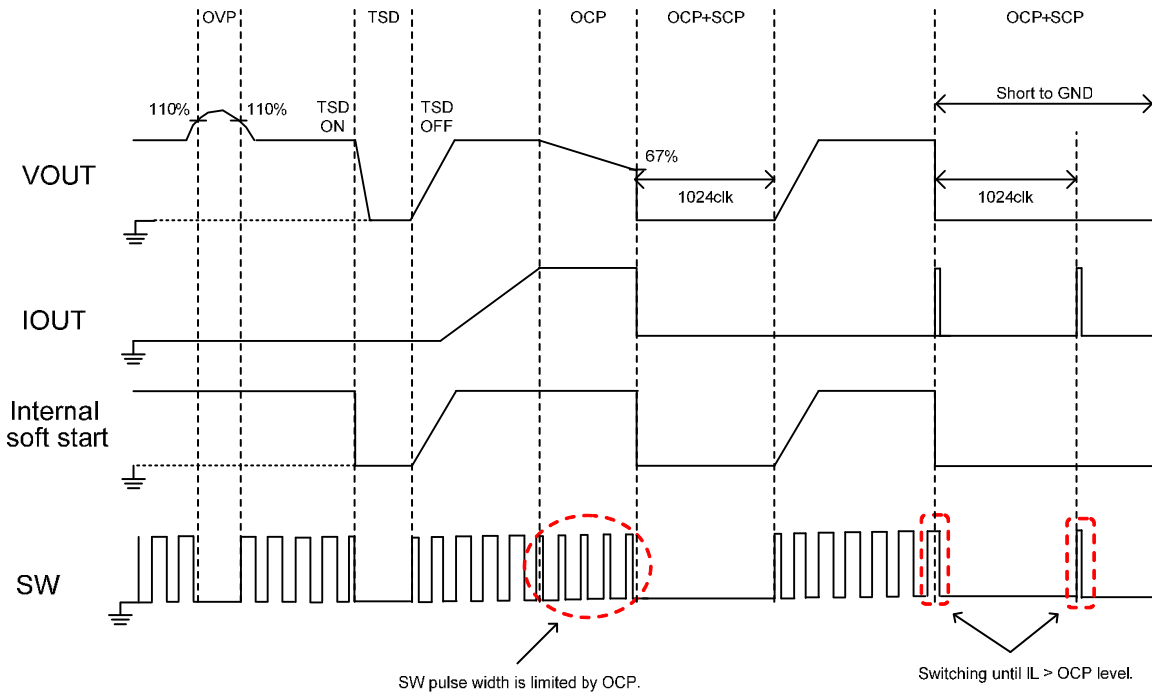 OVP
TSD
OCP
OCP+SCP
OCP+SCP
Short to GND
110%
110%
TSD
ON
TSD
OFF
67%
VOUT
1024clk
1024clk
IOUT
Internal
soft start
SW
SW pulse width is limited by OCP.
Switching until IL > OCP level.